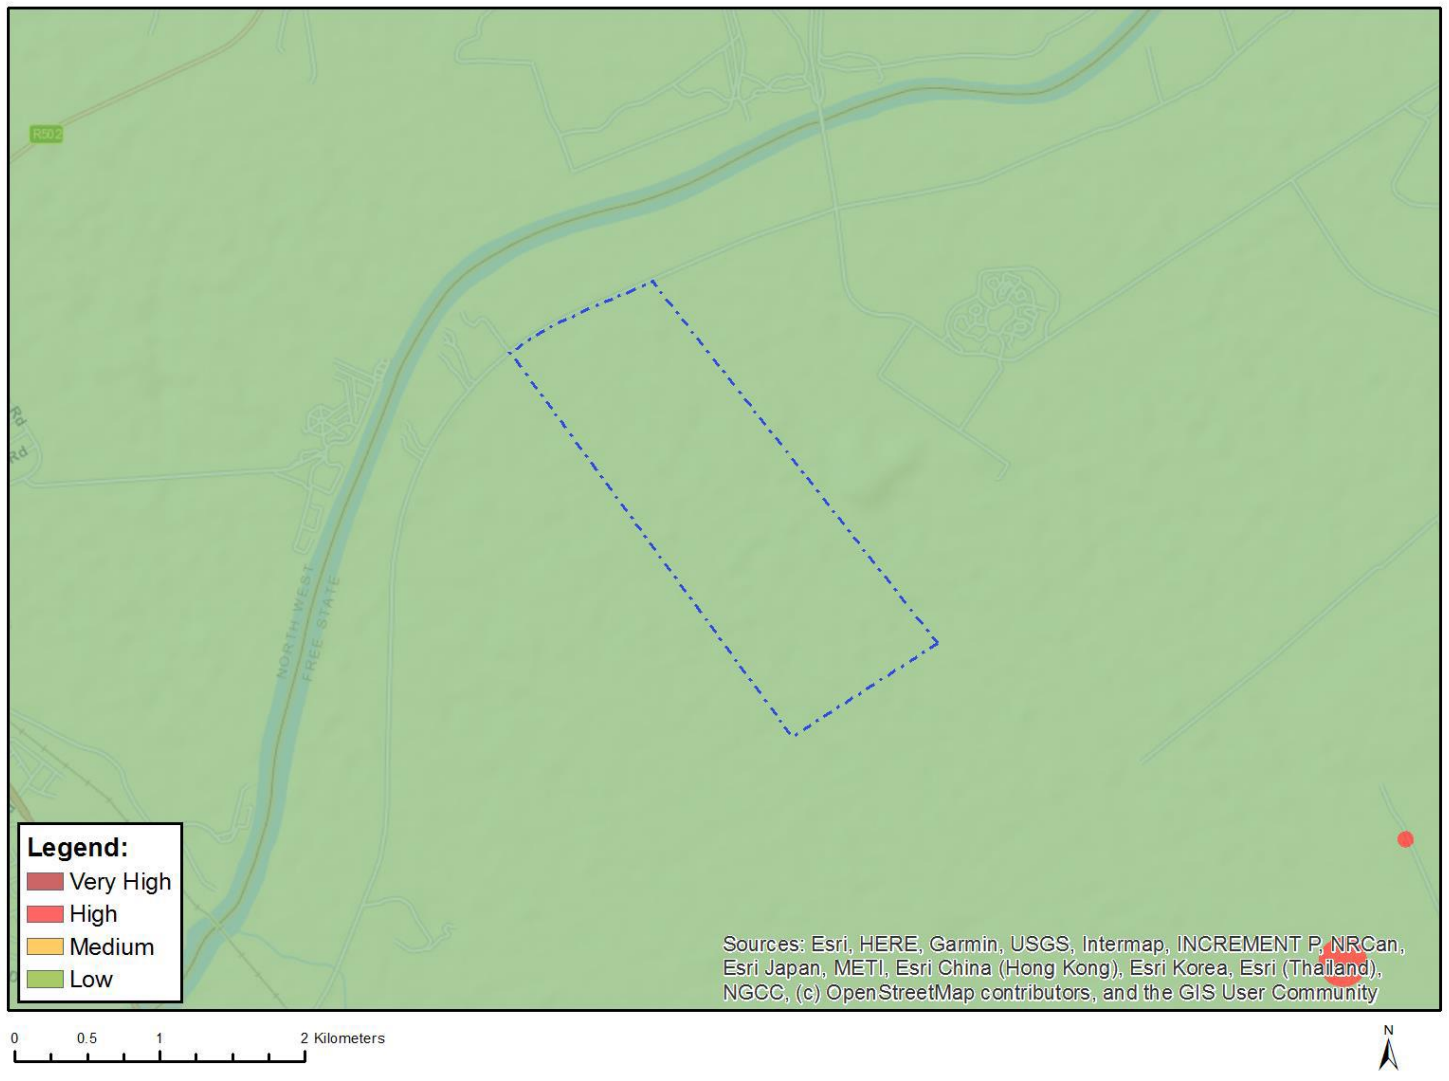 R502
Rd
Rd
NORTH WEST
FREE STATE
Legend:
Very High
High
Medium
Low
Sources: Esri, HERE, Garmin, USGS, Intermap, INCREMENT P, NRCan,
Esri Japan, METI, Esri China (Hong Kong), Esri Korea, Esri (Thailand),
NGCC, (c) OpenStreetMap contributors, and the GIS User Community
0 0.5 1 2 Kilometers
N